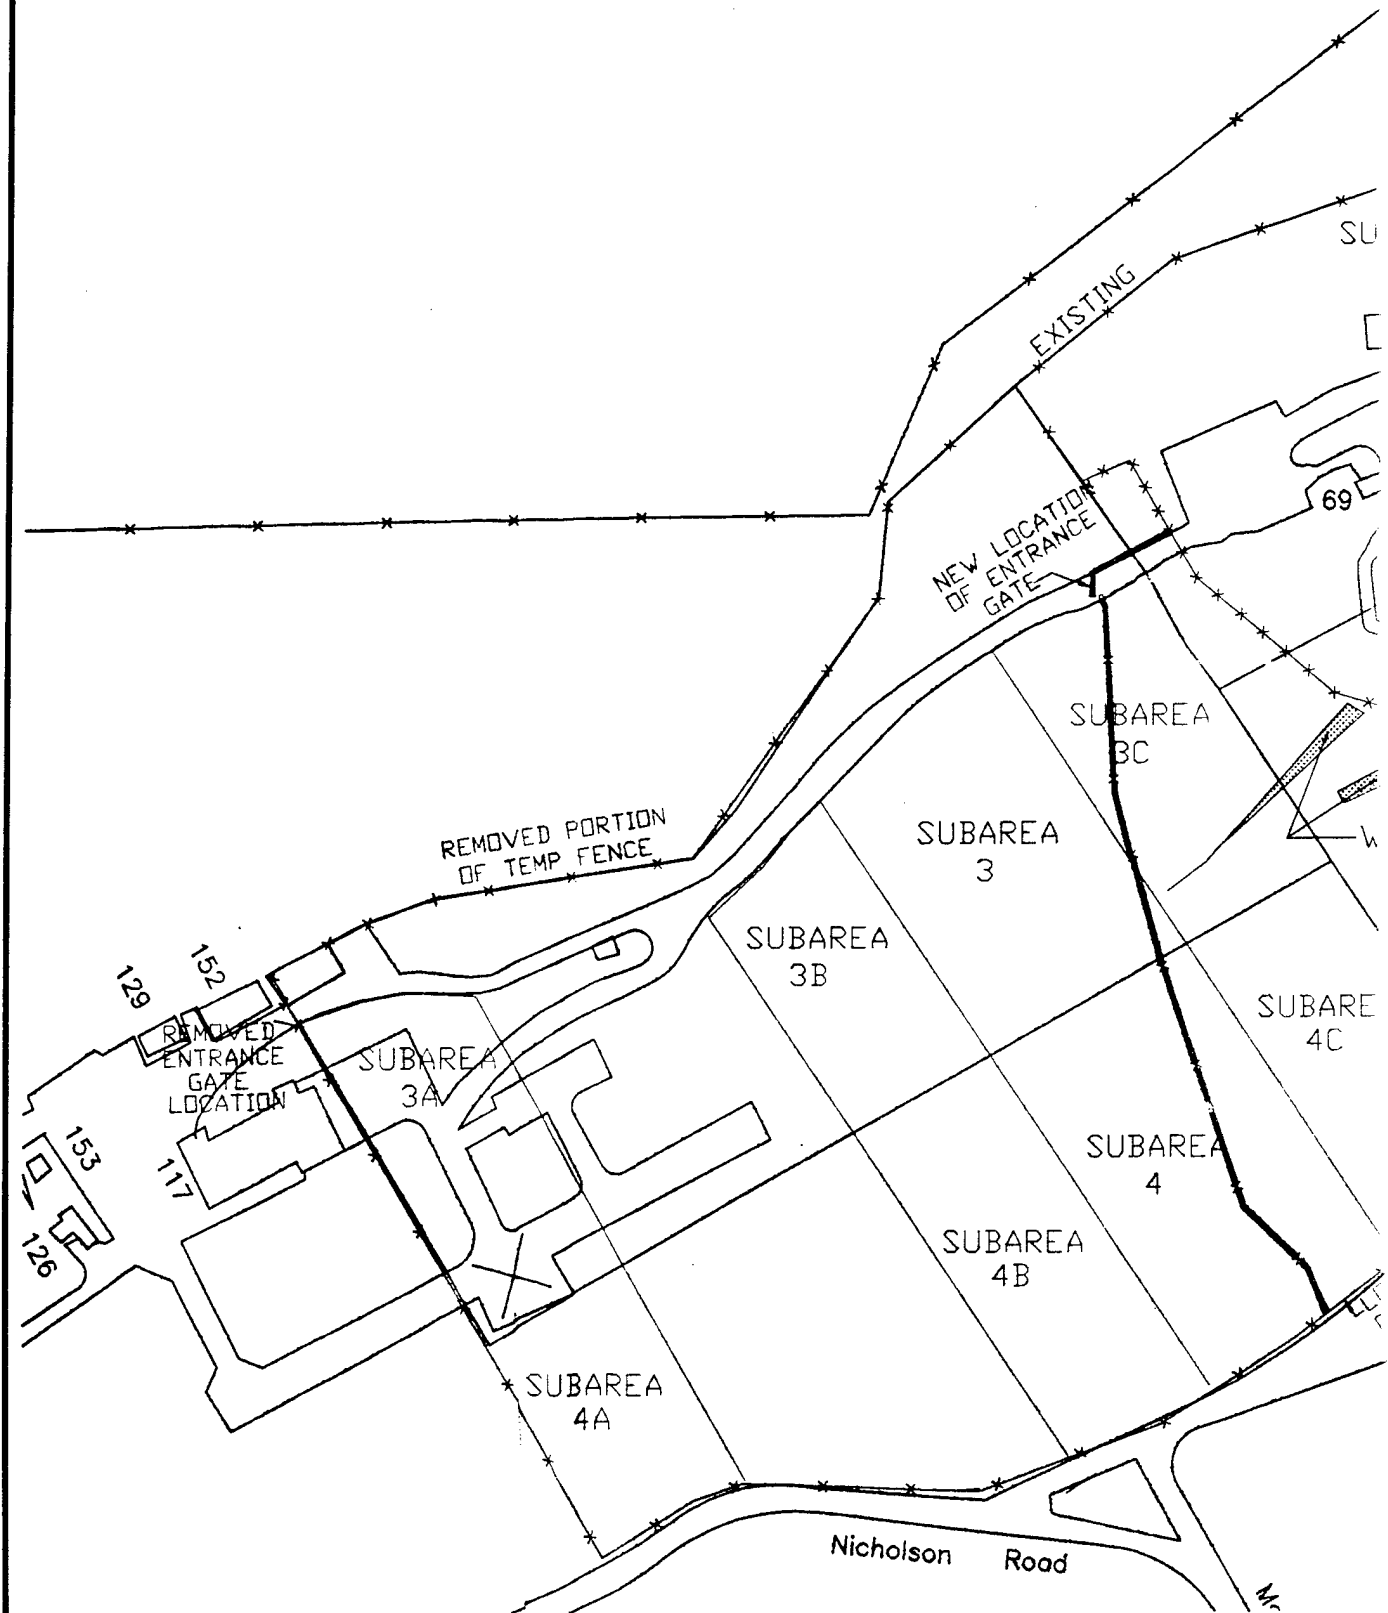 SU
EXISTING
69
NEW LOCATION
OF ENTRANCE
GATE
SUBAREA
3C
REMOVED PORTION
OF TEMP FENCE
SUBAREA
3
SUBAREA
3B
152
129
REMOVED
ENTRANCE
GATE
LOCATION
SUBAREA
3A
SUBARE
4C
153
117
126
SUBAREA
4
SUBAREA
4B
SUBAREA
4A
Nicholson Road